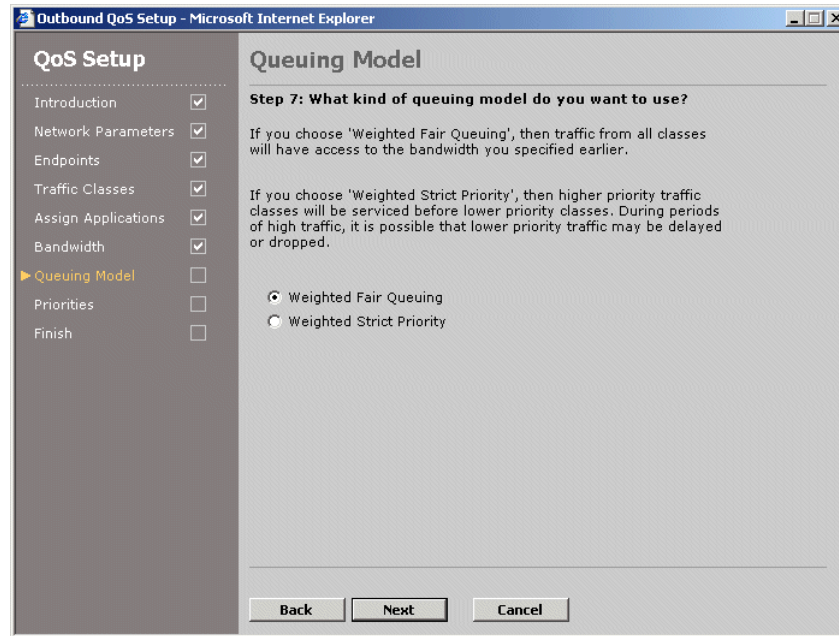 Outbound QoS Setup - Microsoft Internet Explorer
QoS Setup
Introduction
Network Parameters
Endpoints
Traffic Classes
Assign Applications
Bandwidth
Queuing Model
Priorities
Finish
Queuing Model
Step 7: What kind of queuing model do you want to use?
If you choose 'Weighted Fair Queuing', then traffic from all classes
will have access to the bandwidth you specified earlier.
If you choose 'Weighted Strict Priority', then higher priority traffic
classes will be serviced before lower priority classes. During periods
of high traffic, it is possible that lower priority traffic may be delayed
or dropped.
Weighted Fair Queuing
Weighted Strict Priority
Back
Next
Cancel